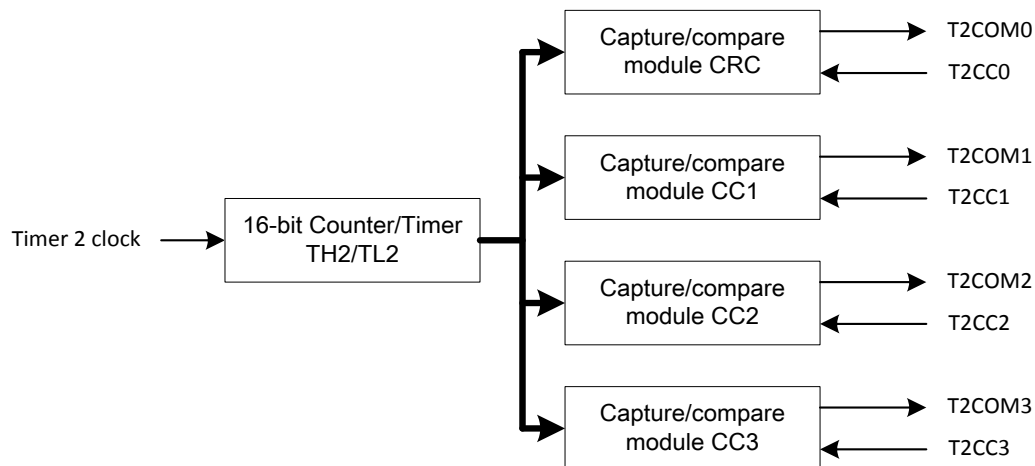 Capture/compare
module CRC
T2COM0
T2CC0
Capture/compare
module CC1
T2COM1
T2CC1
Timer 2 clock
16-bit Counter/Timer
TH2/TL2
Capture/compare
module CC2
T2COM2
T2CC2
Capture/compare
module CC3
T2COM3
T2CC3